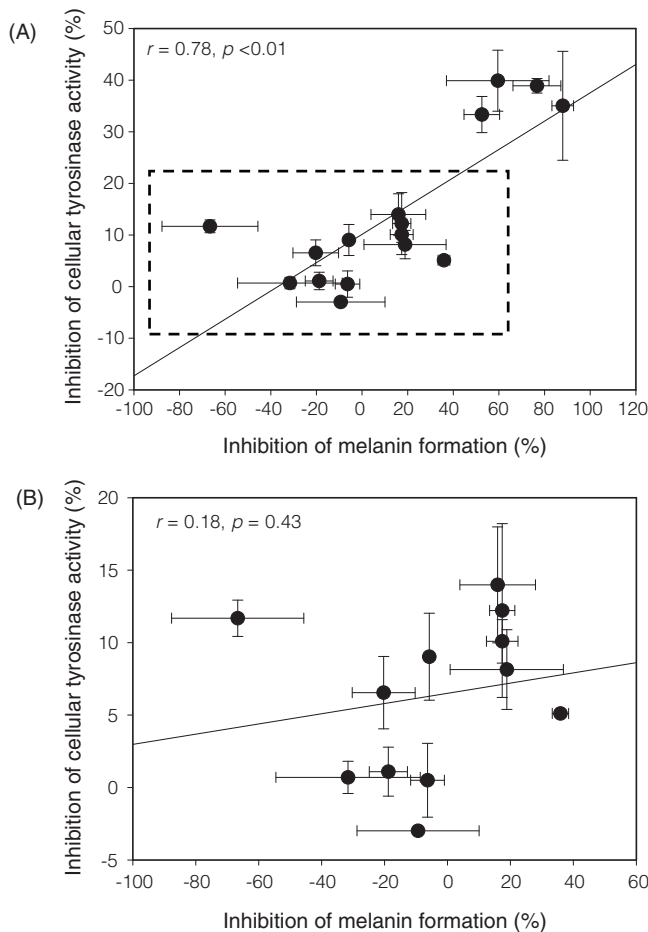 (A)
r = 0.78, p <0.01
Inhibition of cellular tyrosinase activity (%)
50
40
30
20
10
0
-10
-20
-100 -80 -60 -40 -20 0 20 40 60 80 100 120
Inhibition of melanin formation (%)
(B)
r = 0.18, p = 0.43
Inhibition of cellular tyrosinase activity (%)
20
15
10
5
0
-5
-100 -80 -60 -40 -20 0 20 40 60
Inhibition of melanin formation (%)